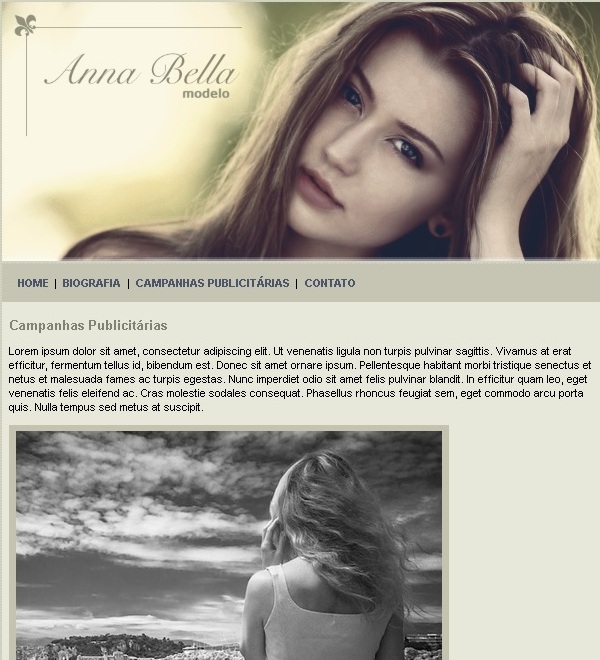 Anna Bella
modelo
HOME | BIOGRAFIA | CAMPANHAS PUBLICITÁRIAS | CONTATO
Campanhas Publicitárias
Lorem ipsum dolor sit amet, consectetur adipiscing elit. Ut venenatis ligula non turpis pulvinar sagittis. Vivamus at erat
efficitur, fermentum tellus id, bibendum est. Donec sit amet ornare ipsum. Pellentesque habitant morbi tristique senectus et
netus et malesuada fames ac turpis egestas. Nunc imperdiet odio sit amet felis pulvinar blandit. In efficitur quam leo, eget
venenatis felis eleifend ac. Cras molestie sodales consequat. Phasellus rhoncus feugiat sem, eget commodo arcu porta
quis. Nulla tempus sed metus at suscipit.